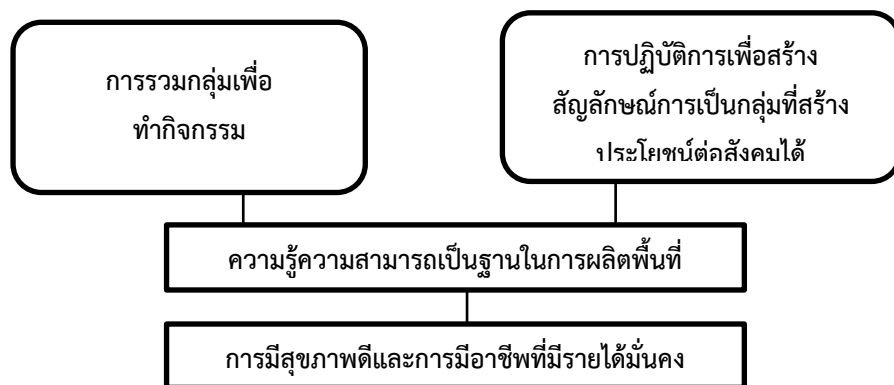 การรวมกลุ่มเพื่อ
ทำกิจกรรม
การปฏิบัติการเพื่อสร้าง
สัญลักษณ์การเป็นกลุ่มที่สร้าง
ประโยชน์ต่อสังคมได้
ความรู้ความสามารถเป็นฐานในการผลิตพื้นที่
การมีสุขภาพดีและการมีอาชีพที่มีรายได้มั่นคง